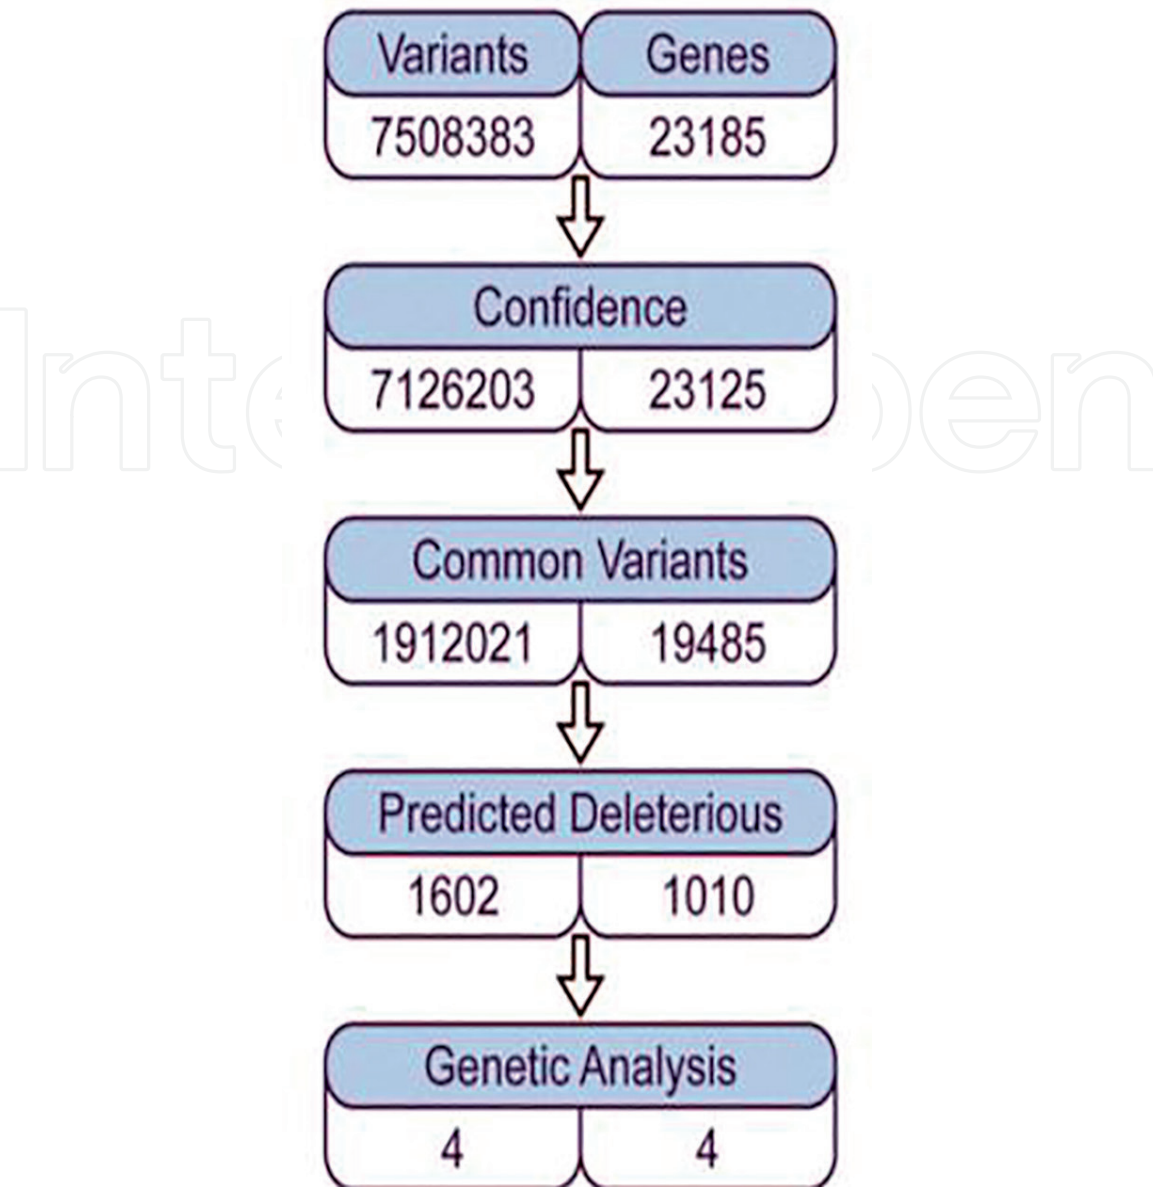 Variants Genes
7508383 23185
Confidence
7126203 23125
Common Variants
1912021 19485
Predicted Deleterious
1602 1010
Genetic Analysis
4 4